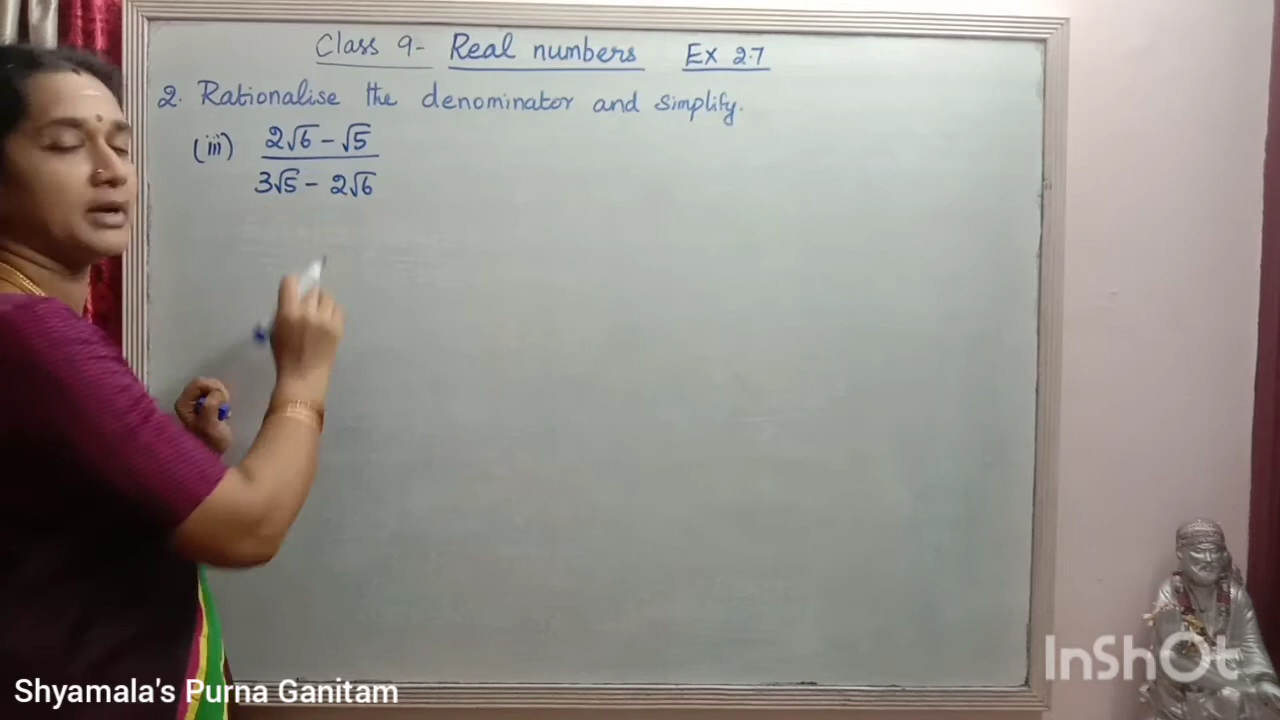 Class 9- Real numbers Ex 2.7
2. Rationalise the denominator and simplify.
(iii) 2√6 - √5
3√5 - 2√6
InShOt
Shyamala's Purna Ganitam